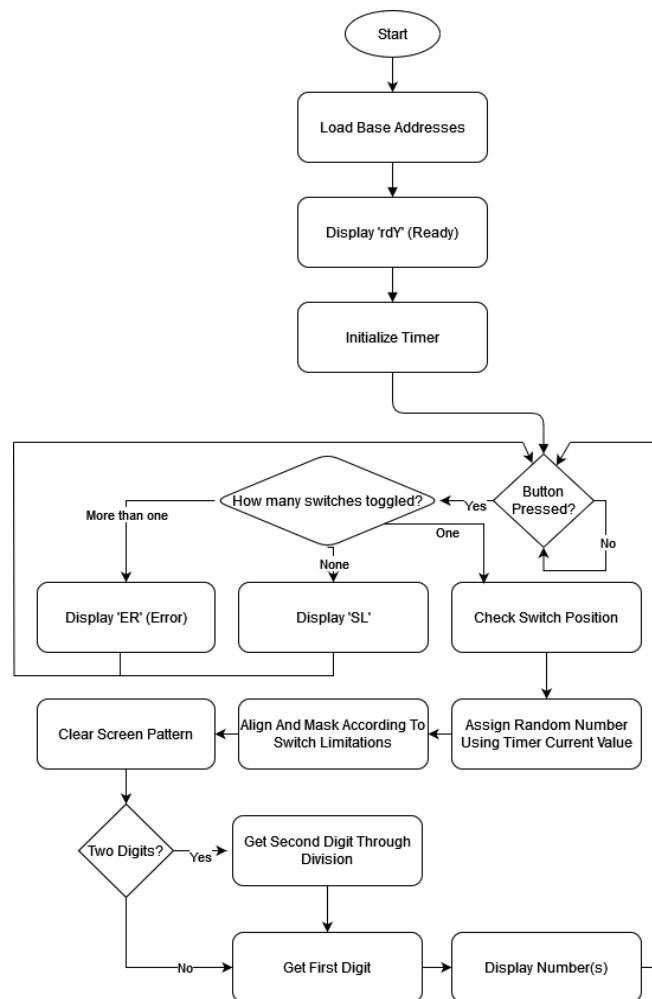 Start
Load Base Addresses
Display 'rdY' (Ready)
Initialize Timer
How many switches toggled?
Yes
Button
Pressed?
No
More than one
None
One
Display 'ER' (Error)
Display 'SL'
Check Switch Position
Clear Screen Pattern
Align And Mask According To
Switch Limitations
Assign Random Number
Using Timer Current Value
Two Digits?
Yes
Get Second Digit Through
Division
No
Get First Digit
Display Number(s)